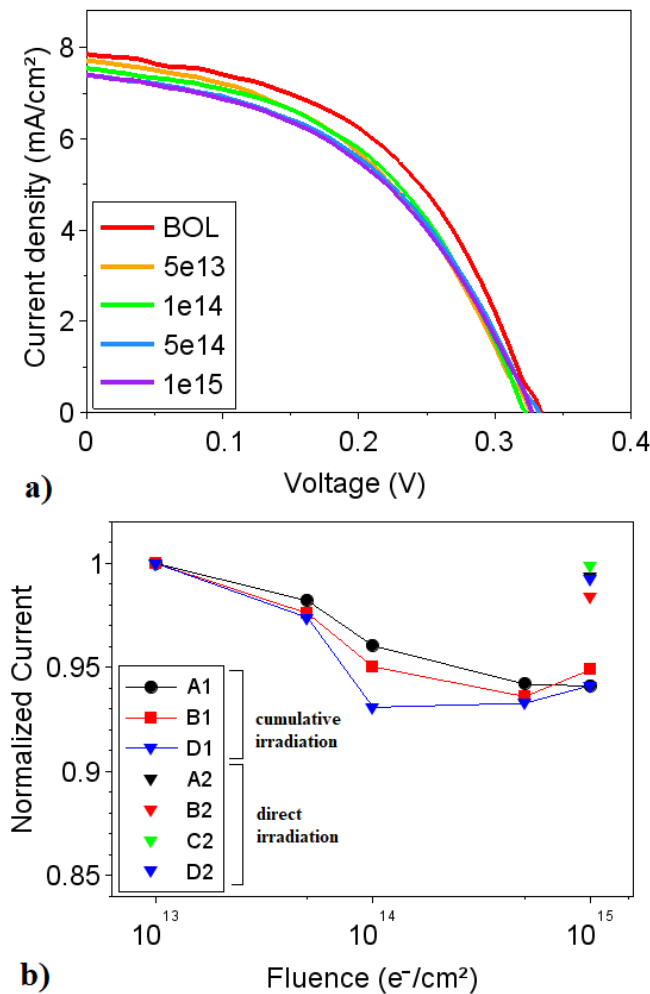 Current density (mA/cm²)
8
6
4
2
0
BOL
5e13
1e14
5e14
1e15
0
0.1
0.2
0.3
0.4
Voltage (V)
a)
Normalized Current
1
0.95
0.9
0.85
A1
B1
D1
cumulative
irradiation
A2
B2
C2
D2
direct
irradiation
10¹³
10¹⁴
10¹⁵
Fluence (e⁻/cm²)
b)